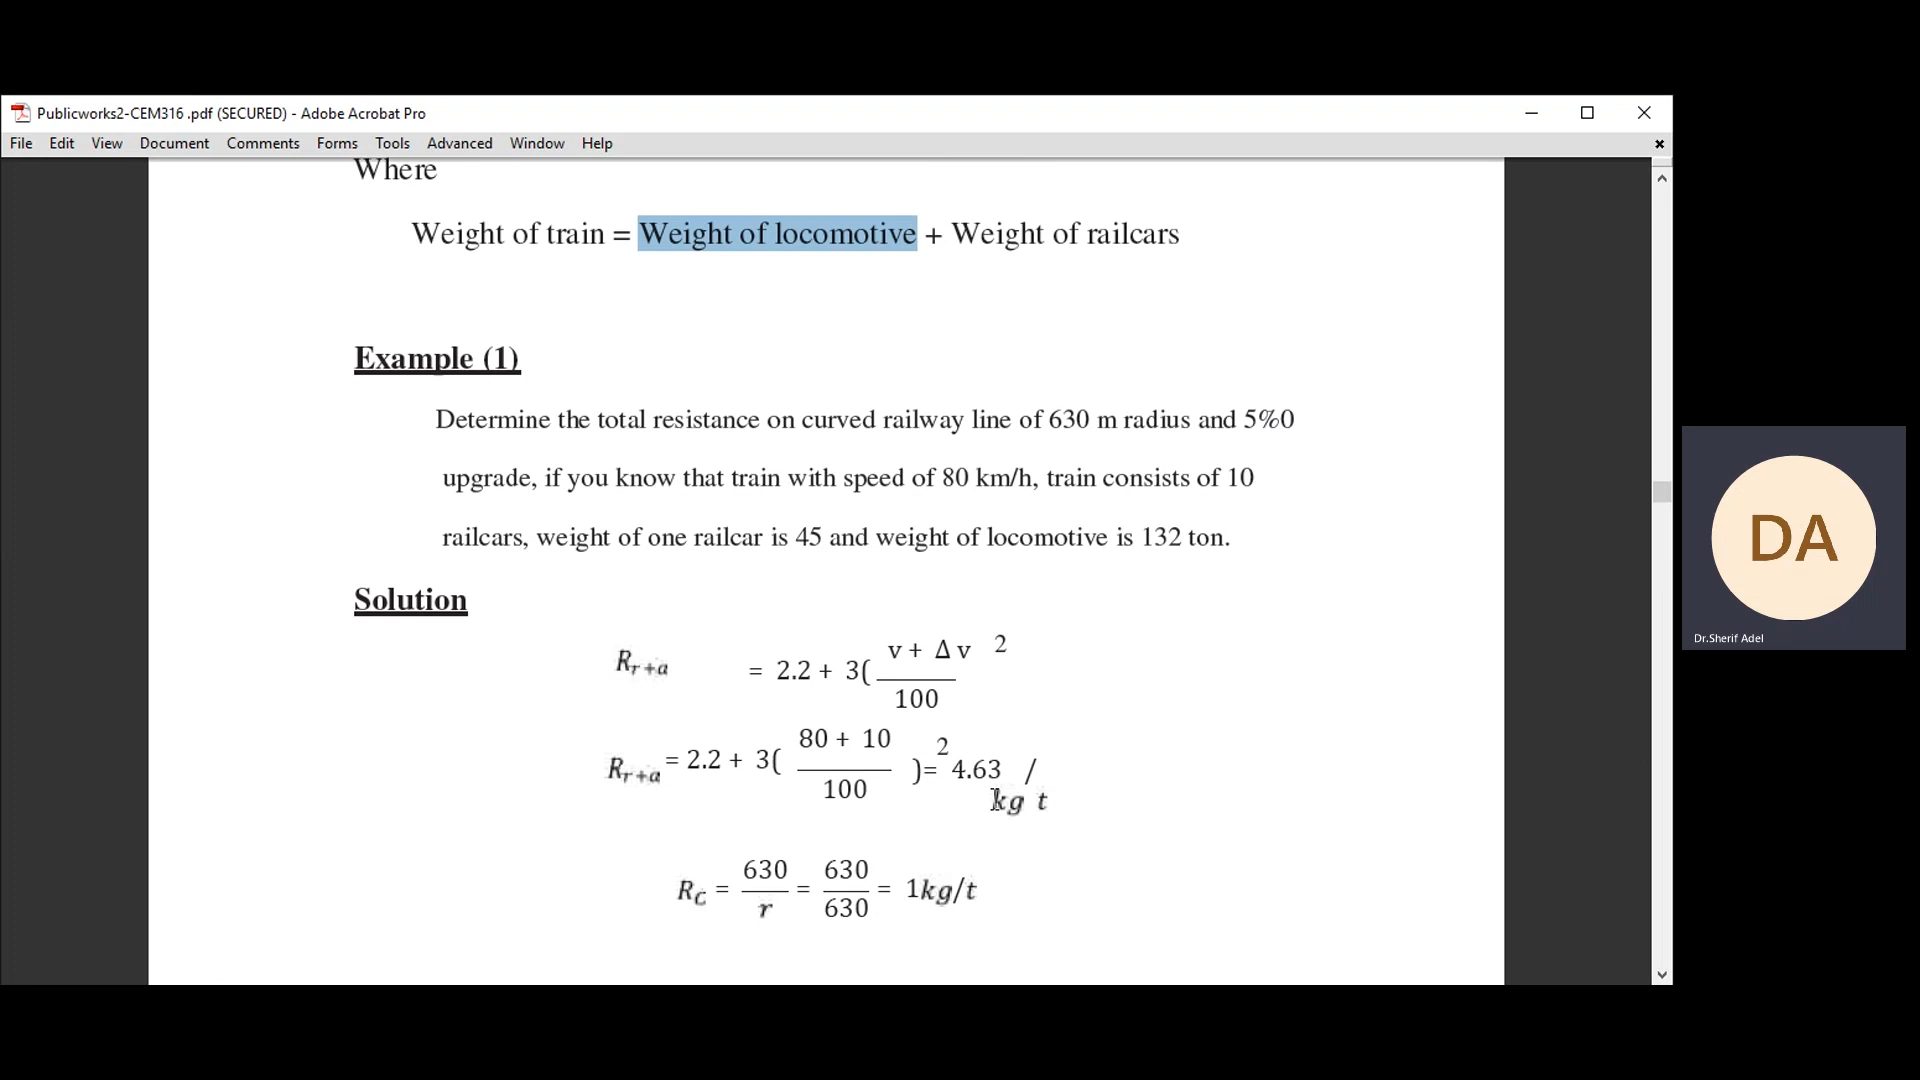 Publicworks2-CEM316 .pdf (SECURED) - Adobe Acrobat Pro
File Edit View Document Comments Forms Tools Advanced Window Help
Where
Weight of train = Weight of locomotive + Weight of railcars
Example (1)
Determine the total resistance on curved railway line of 630 m radius and 5%0
upgrade, if you know that train with speed of 80 km/h, train consists of 10
railcars, weight of one railcar is 45 and weight of locomotive is 132 ton.
Solution
R_{r+a} = 2.2 + 3( (v + Δv)/100 ^2
R_{r+a} = 2.2 + 3( (80 + 10)/100 )^2 = 4.63 / kg t
R_C = 630/r = 630/630 = 1kg/t
DA
Dr.Sherif Adel